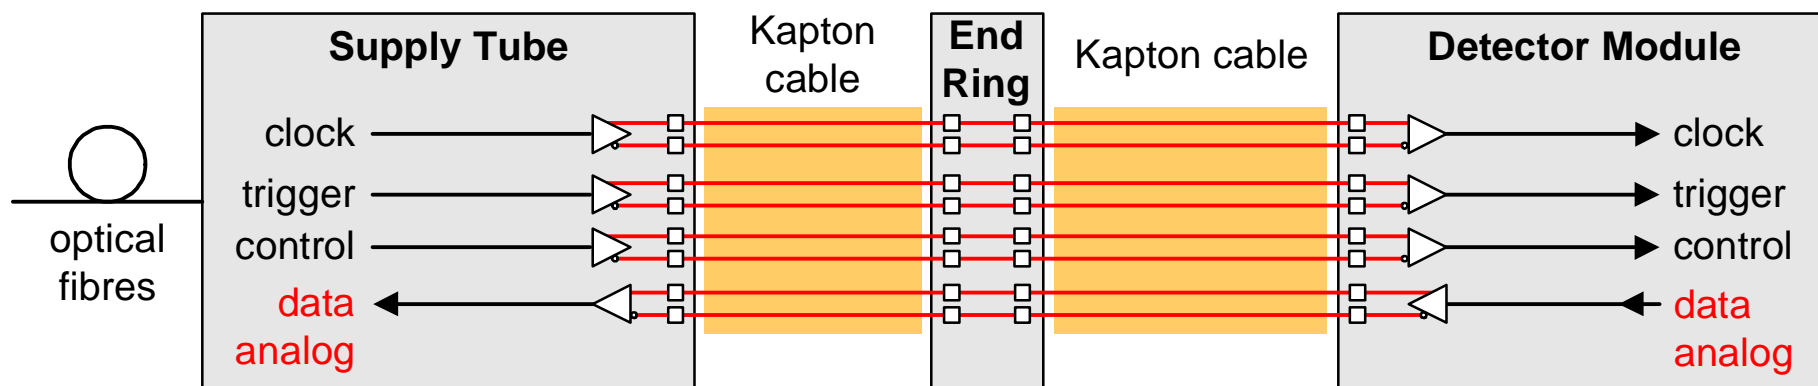 Supply Tube
Kapton
cable
End
Ring
Kapton cable
Detector Module
optical
fibres
clock
trigger
control
data
analog
clock
trigger
control
data
analog